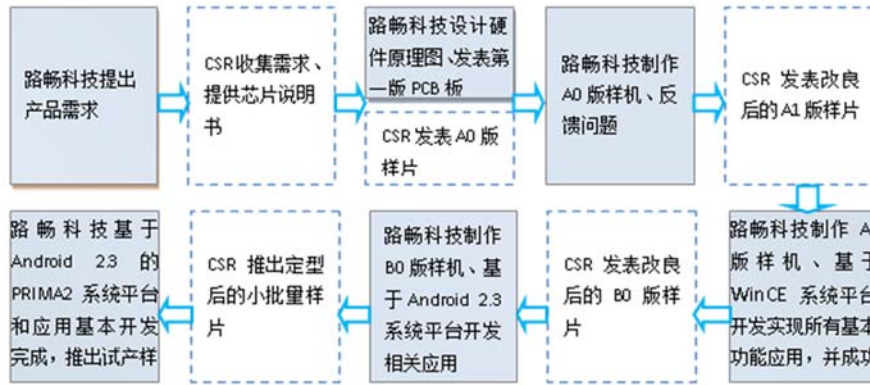 路畅科技提出
产品需求
CSR收集需求、
提供芯片说明
书
路畅科技设计硬
件原理图、发表第
一版 PCB 板
CSR 发表 A0 版
样片
路畅科技制作
A0 版样机、反
馈问题
CSR 发表改良
后的 A1 版样片
路畅科技制作 A
版样机、基于
WinCE 系统平台
开发实现所有基本
功能应用，并成功
CSR 发表改良
后的 B0 版样
片
路畅科技制作
B0 版样机、基
于 Android 2.3
系统平台开发
相关应用
CSR 推出定型
后的小批量样
片
路畅科技基于
Android 2.3 的
PRIMA2 系统平台
和应用基本开发
完成，推出试产样